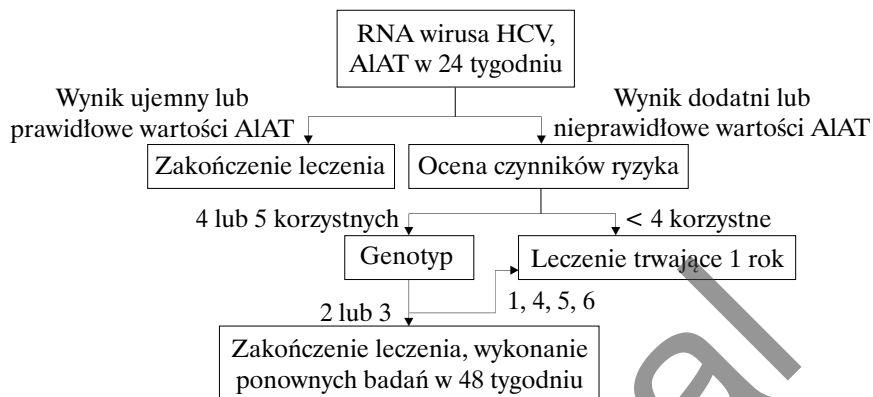 RNA wirusa HCV,
AlAT w 24 tygodniu
Wynik ujemny lub
prawidłowe wartości AlAT
Wynik dodatni lub
nieprawidłowe wartości AlAT
Zakończenie leczenia
Ocena czynników ryzyka
4 lub 5 korzystnych
< 4 korzystne
Genotyp
Leczenie trwające 1 rok
2 lub 3
1, 4, 5, 6
Zakończenie leczenia, wykonanie
ponownych badań w 48 tygodniu
al